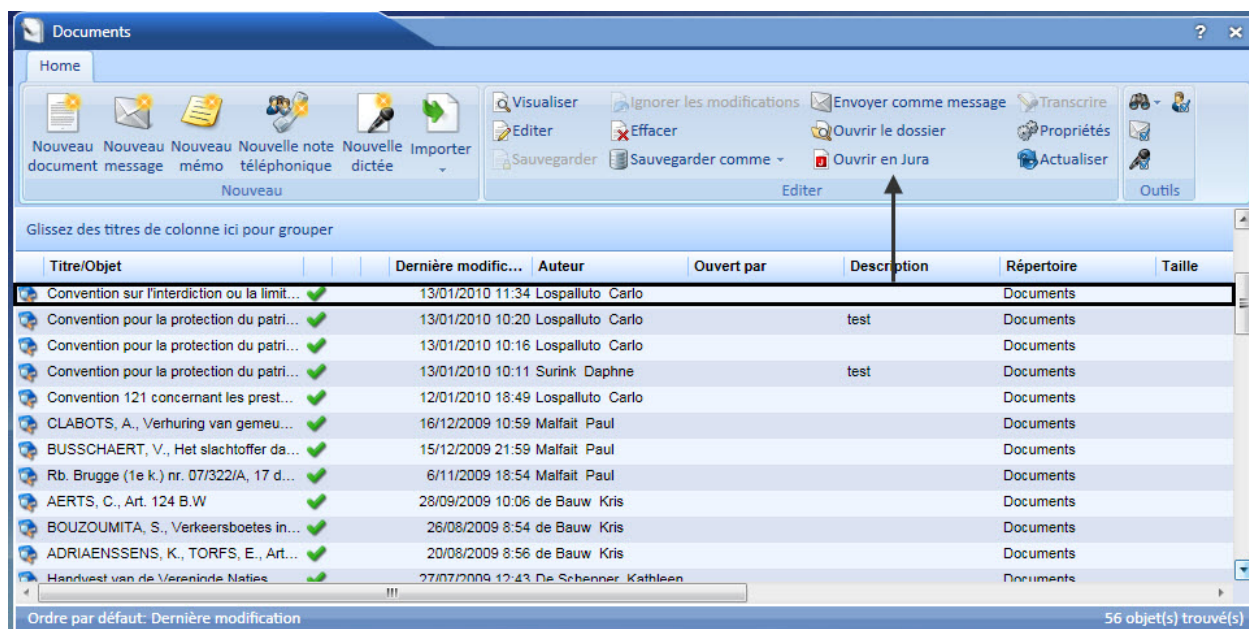 Documents
? ×
Home
Visualiser Ignorer les modifications Envoyer comme message Transcrire
Editer Effacer Ouvrir le dossier Propriétés
Sauvegarder Sauvegarder comme Ouvrir en Jura Actualiser
Nouveau Nouveau Nouveau Nouvelle note Nouvelle Importer
document message mémo téléphonique dictée
Nouveau Editer Outils
Glissez des titres de colonne ici pour grouper
Titre/Objet Dernière modific... Auteur Ouvert par Description Répertoire Taille
Convention sur l'interdiction ou la limit... 13/01/2010 11:34 Lospalluto Carlo Documents
Convention pour la protection du patri... 13/01/2010 10:20 Lospalluto Carlo test Documents
Convention pour la protection du patri... 13/01/2010 10:16 Lospalluto Carlo Documents
Convention pour la protection du patri... 13/01/2010 10:11 Surink Daphne test Documents
Convention 121 concernant les prest... 12/01/2010 18:49 Lospalluto Carlo Documents
CLABOTS, A., Verhuring van gemeu... 16/12/2009 10:59 Malfait Paul Documents
BUSSCHAERT, V., Het slachtoffer da... 15/12/2009 21:59 Malfait Paul Documents
Rb. Brugge (1e k.) nr. 07/322/A, 17 d... 6/11/2009 18:54 Malfait Paul Documents
AERTS, C., Art. 124 B.W 28/09/2009 10:06 de Bauw Kris Documents
BOUZOUMITA, S., Verkeersboetes in... 26/08/2009 8:54 de Bauw Kris Documents
ADRIAENSSENS, K., TORFS, E., Art... 20/08/2009 8:56 de Bauw Kris Documents
Handvest van de Verenigde Naties 27/07/2009 12:43 De Schepper Kathleen Documents
Ordre par défaut: Dernière modification 56 objet(s) trouvé(s)